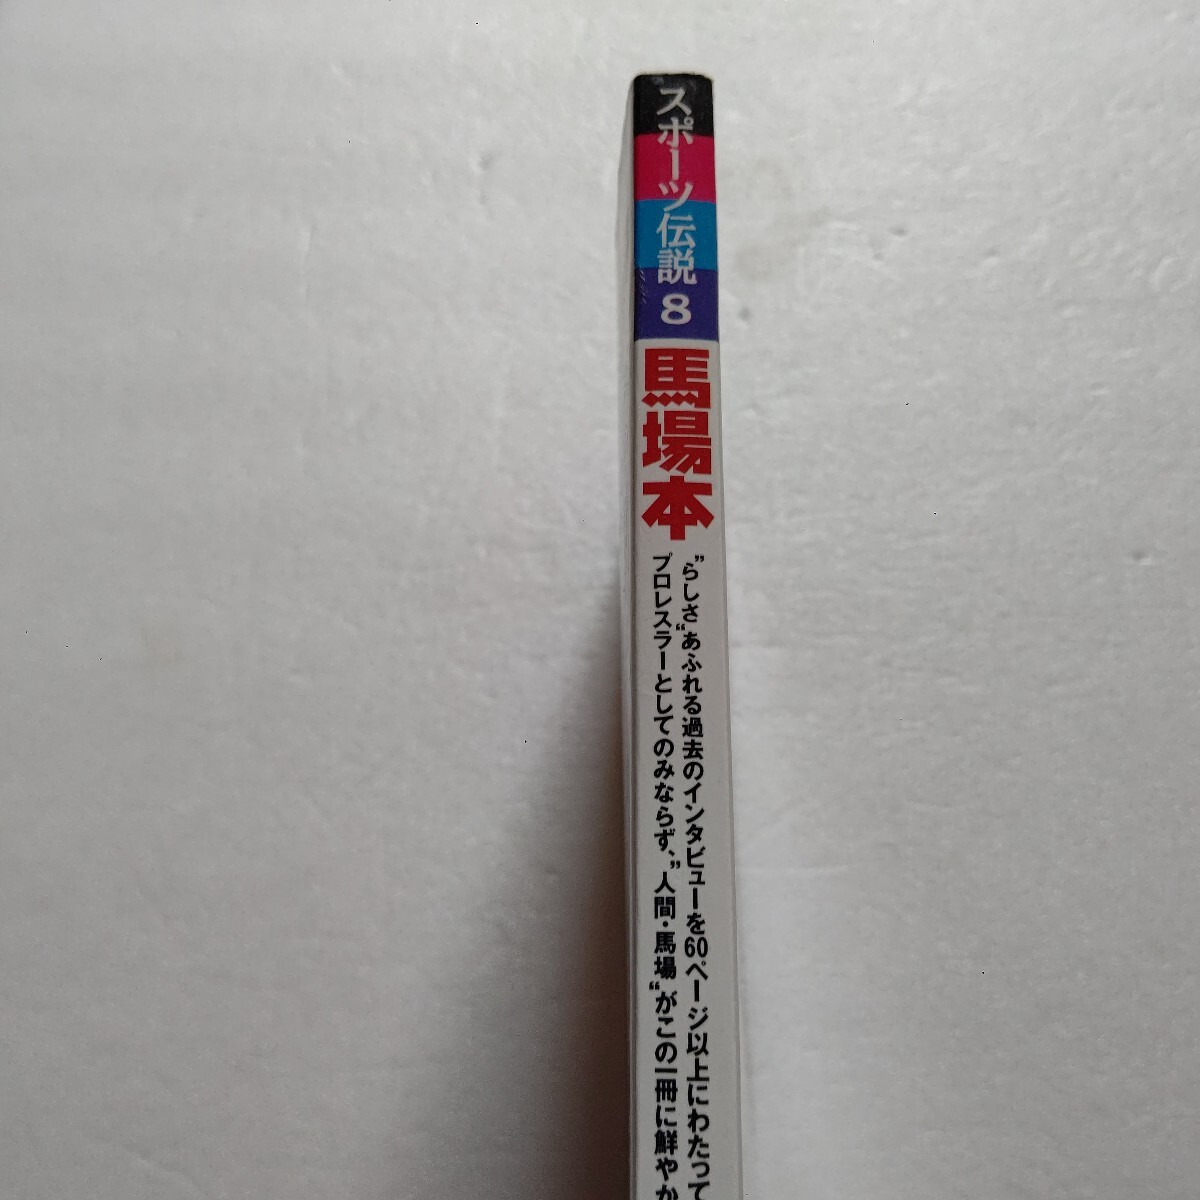 スポーツ伝説8
馬場本
”らしさ“あふれる過去のインタビューを60ページ以上にわたって
プロレスラーとしてのみならず、”人間・馬場“がこの一冊に鮮やか